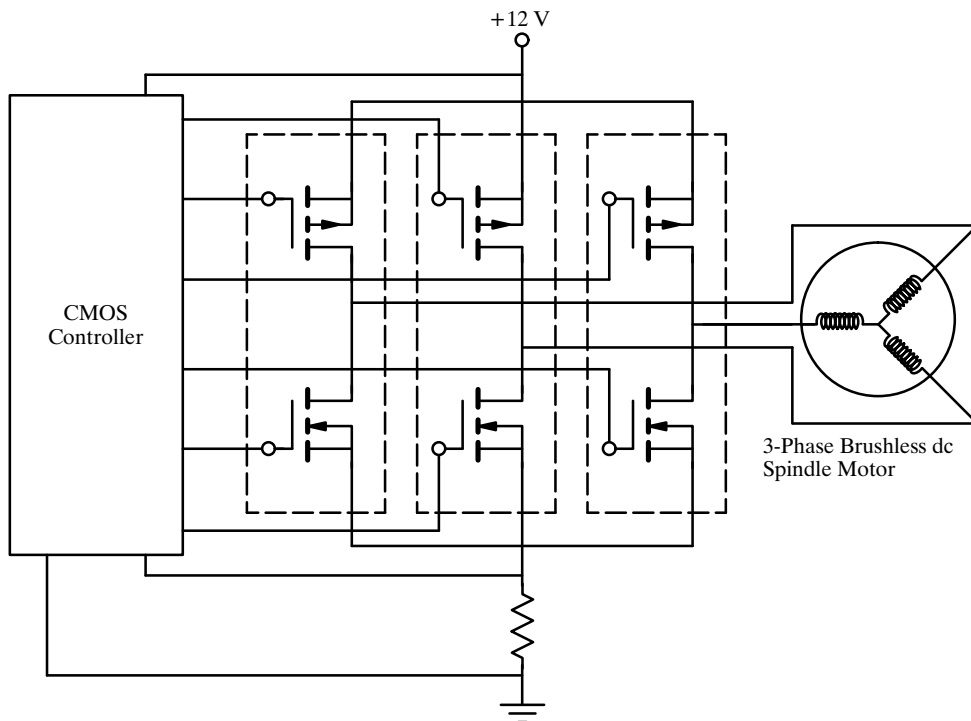 +12 V
CMOS
Controller
3-Phase Brushless dc
Spindle Motor